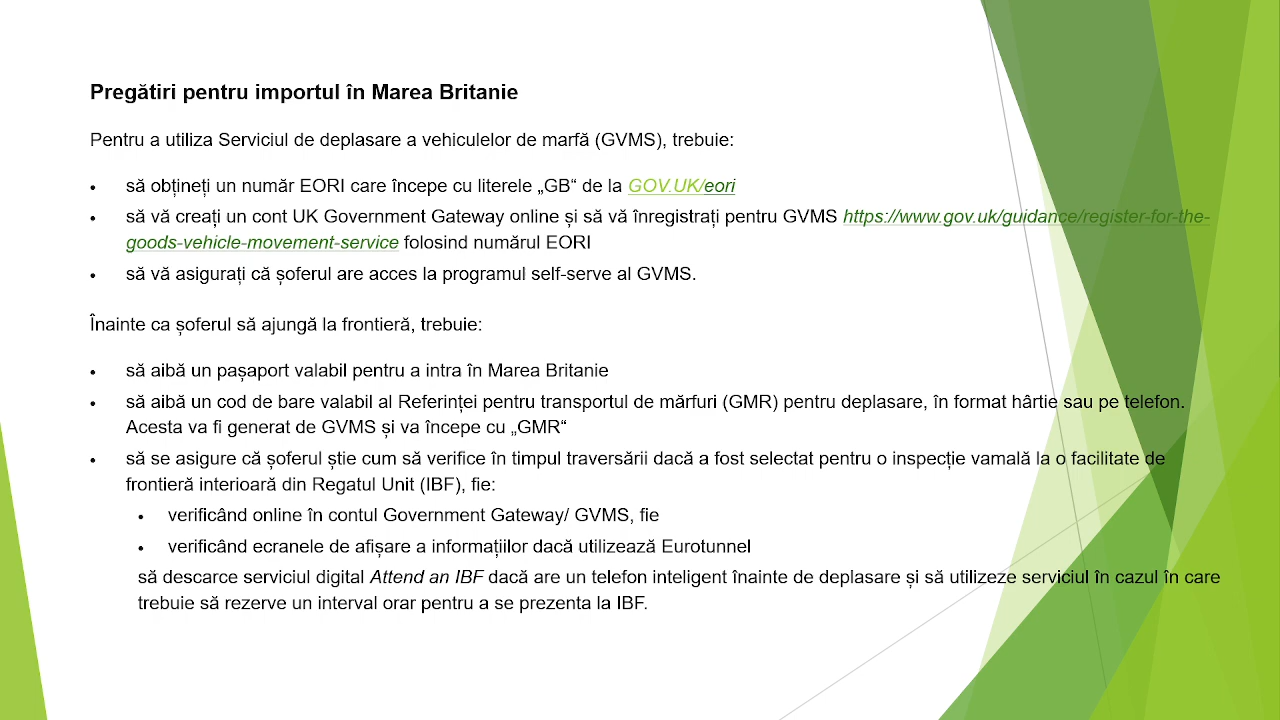 Pregătiri pentru importul în Marea Britanie
Pentru a utiliza Serviciul de deplasare a vehiculelor de marfă (GVMS), trebuie:
• să obțineți un număr EORI care începe cu literele „GB“ de la GOV.UK/eori
• să vă creați un cont UK Government Gateway online și să vă înregistrați pentru GVMS https://www.gov.uk/guidance/register-for-the-
goods-vehicle-movement-service folosind numărul EORI
• să vă asigurați că șoferul are acces la programul self-serve al GVMS.
Înainte ca șoferul să ajungă la frontieră, trebuie:
• să aibă un pașaport valabil pentru a intra în Marea Britanie
• să aibă un cod de bare valabil al Referinței pentru transportul de mărfuri (GMR) pentru deplasare, în format hârtie sau pe telefon.
Acesta va fi generat de GVMS și va începe cu „GMR“
• să se asigure că șoferul știe cum să verifice în timpul traversării dacă a fost selectat pentru o inspecție vamală la o facilitate de
frontieră interioară din Regatul Unit (IBF), fie:
• verificând online în contul Government Gateway/ GVMS, fie
• verificând ecranele de afișare a informațiilor dacă utilizează Eurotunnel
să descarce serviciul digital Attend an IBF dacă are un telefon inteligent înainte de deplasare și să utilizeze serviciul în cazul în care
trebuie să rezerve un interval orar pentru a se prezenta la IBF.